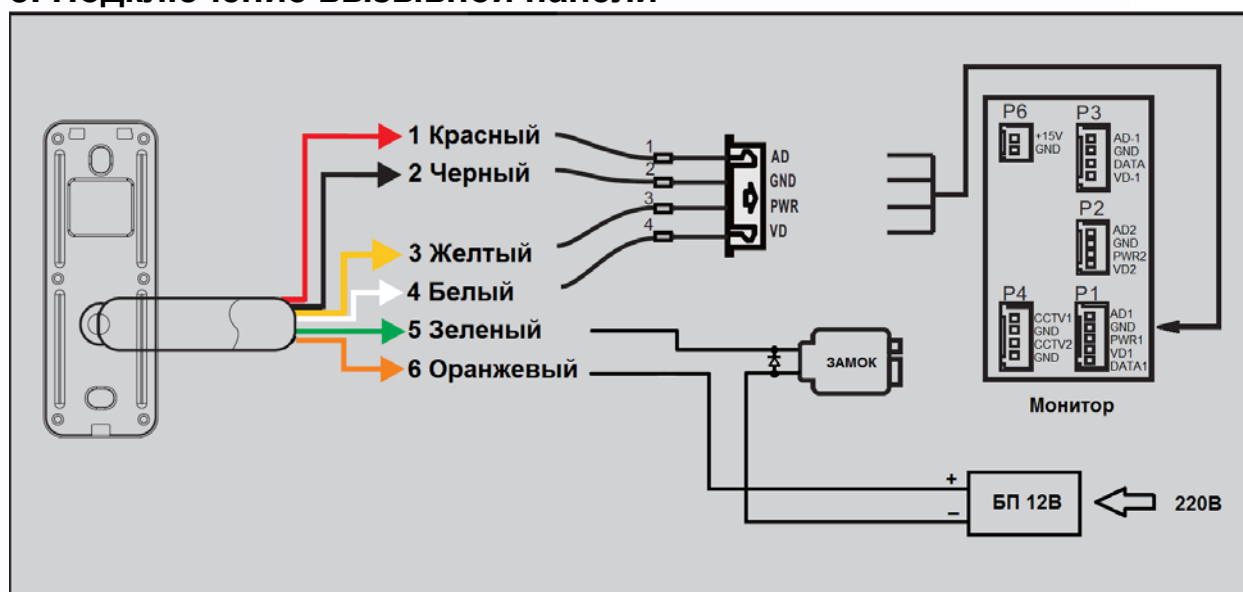 1 Красный
2 Черный
3 Желтый
4 Белый
5 Зеленый
6 Оранжевый
1
2
3
4
AD
GND
PWR
VD
ЗАМОК
P6
+15V
GND
P3
AD-1
GND
DATA
VD-1
P2
AD2
GND
PWR2
VD2
P4
CCTV1
GND
CCTV2
GND
P1
AD1
GND
PWR1
VD1
DATA1
Монитор
+
–
БП 12В
220В